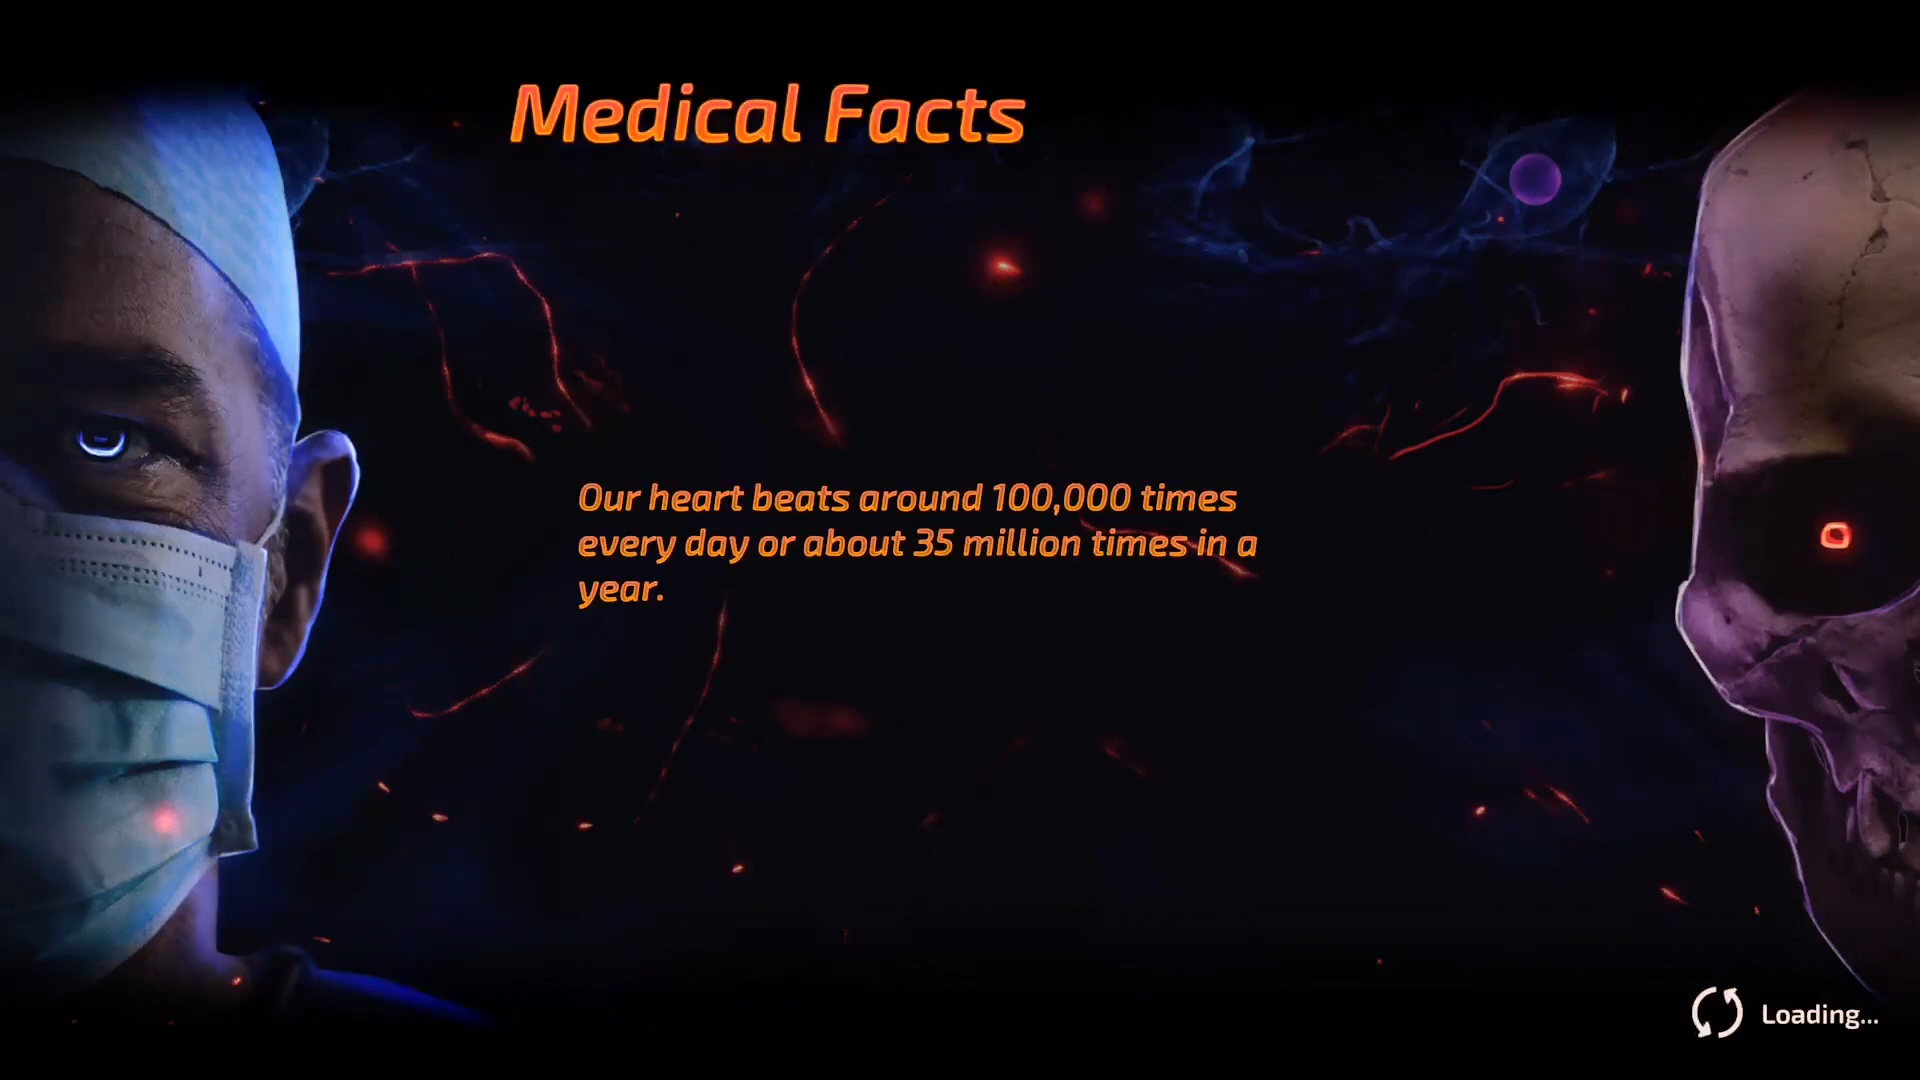 Medical Facts
Our heart beats around 100,000 times
every day or about 35 million times in a
year.
Loading...